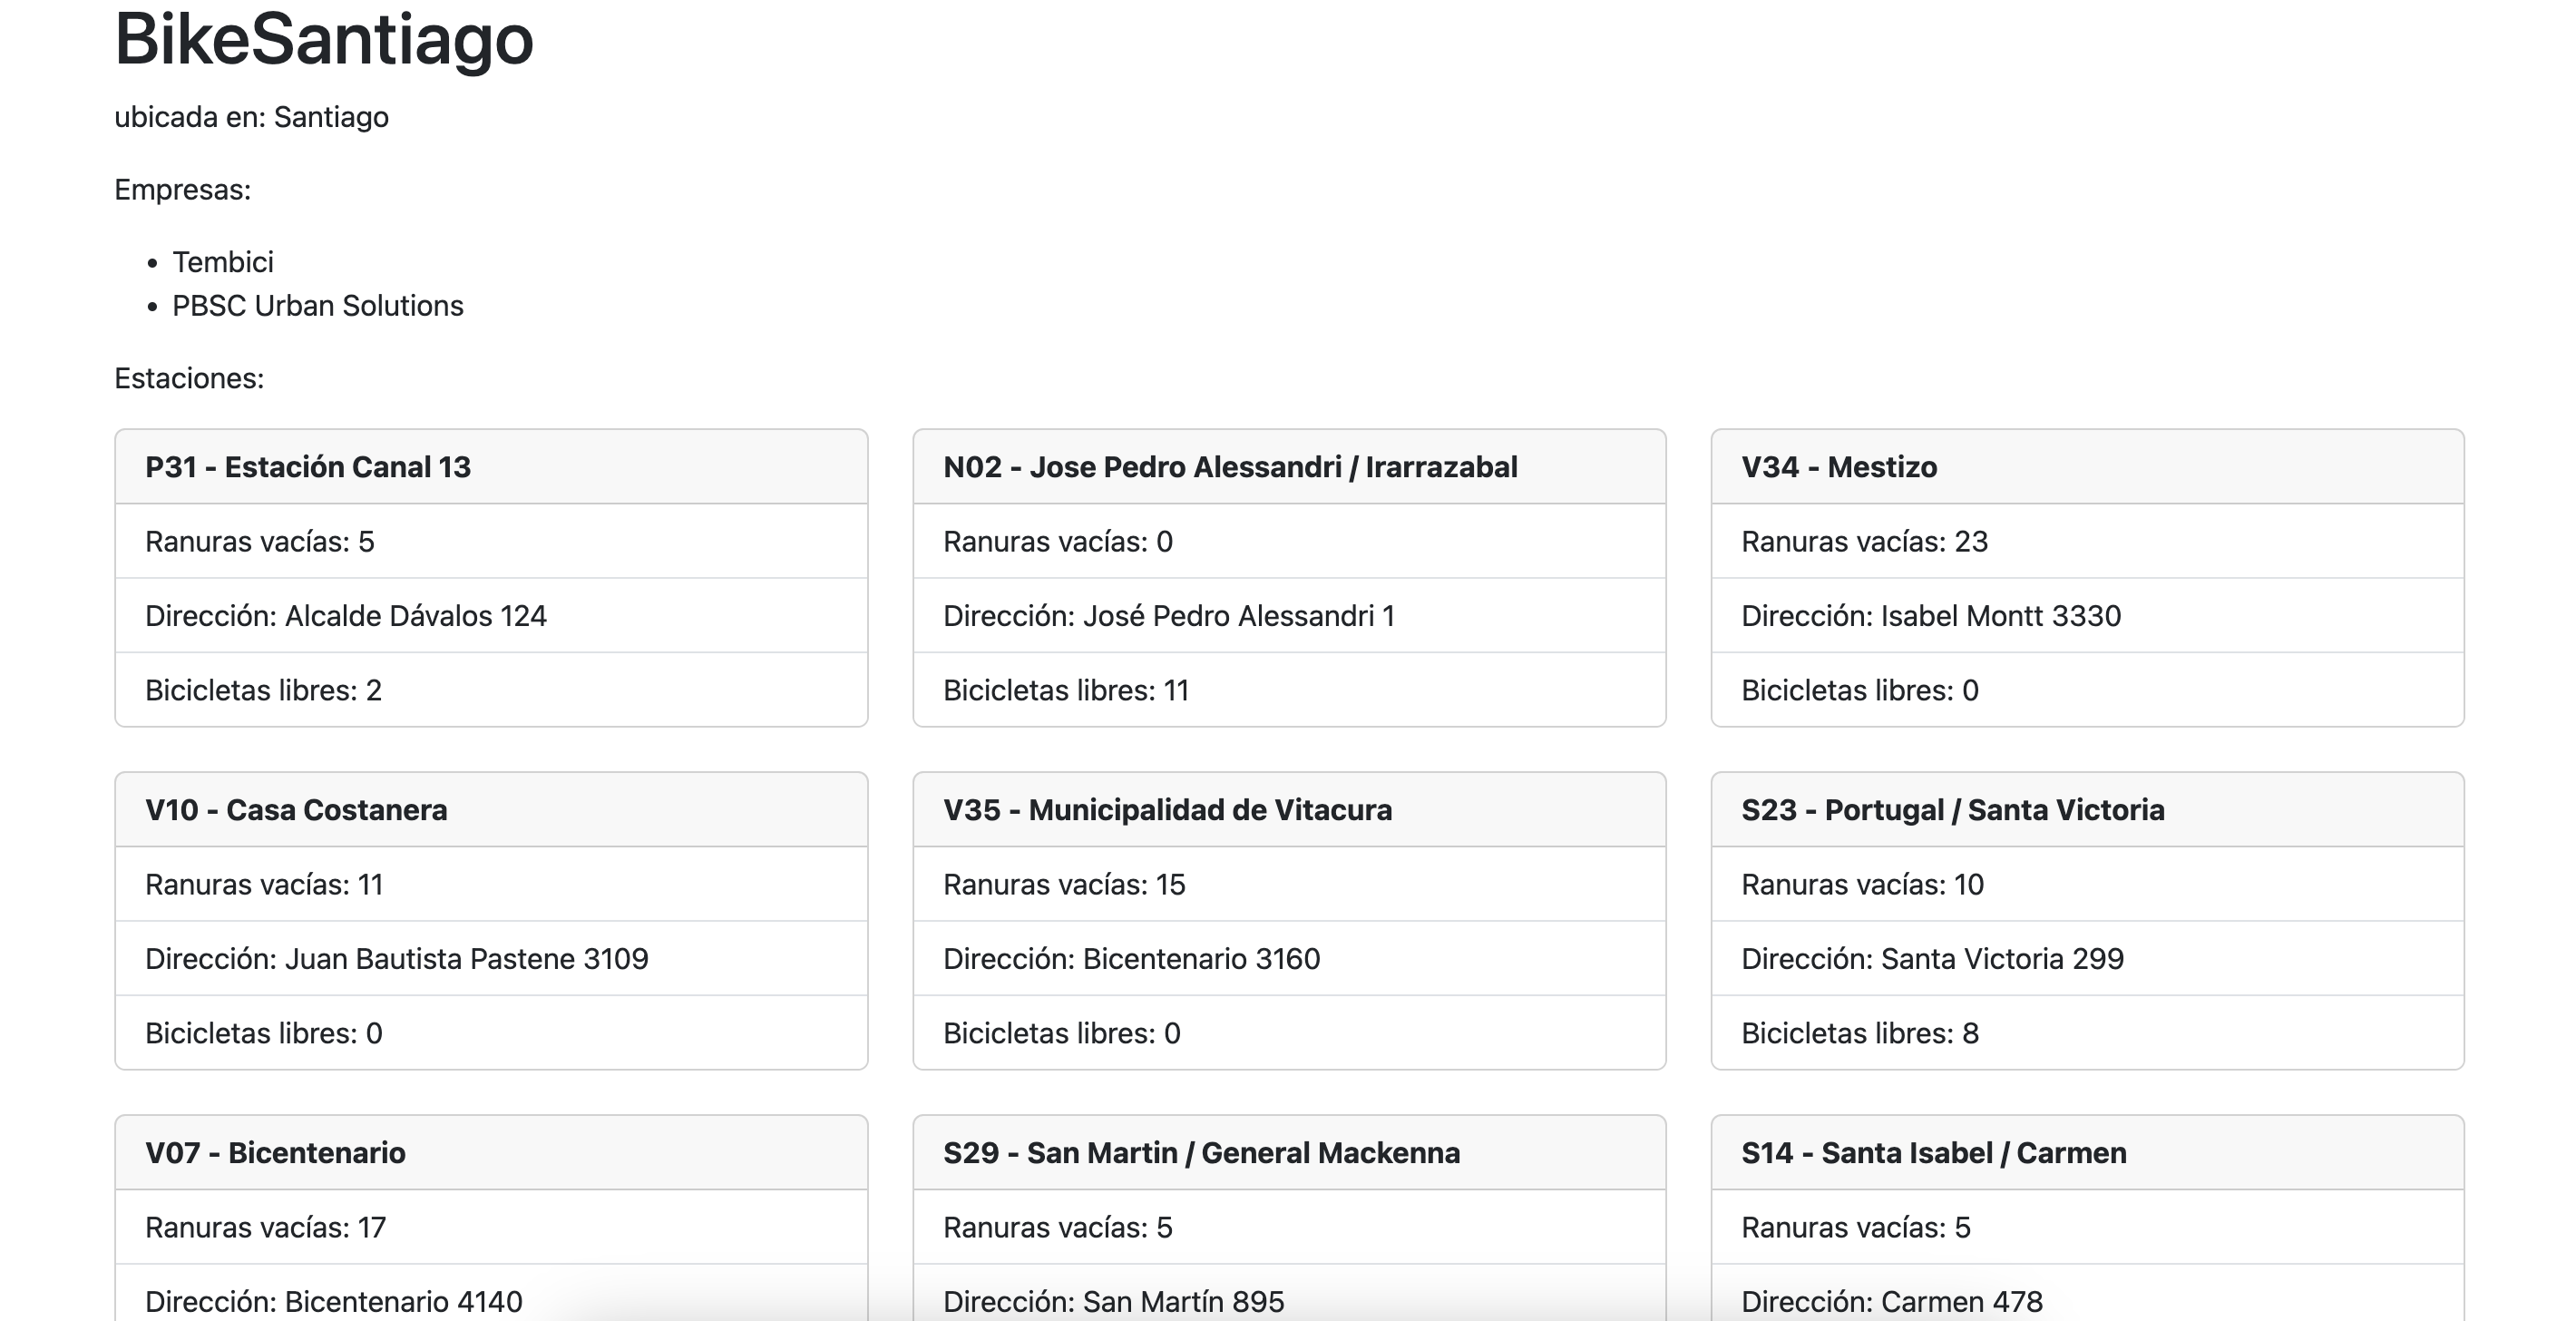 BikeSantiago
ubicada en: Santiago
Empresas:
• Tembici
• PBSC Urban Solutions
Estaciones:
P31 - Estación Canal 13
Ranuras vacías: 5
Dirección: Alcalde Dávalos 124
Bicicletas libres: 2
N02 - Jose Pedro Alessandri / Irarrazabal
Ranuras vacías: 0
Dirección: José Pedro Alessandri 1
Bicicletas libres: 11
V34 - Mestizo
Ranuras vacías: 23
Dirección: Isabel Montt 3330
Bicicletas libres: 0
V10 - Casa Costanera
Ranuras vacías: 11
Dirección: Juan Bautista Pastene 3109
Bicicletas libres: 0
V35 - Municipalidad de Vitacura
Ranuras vacías: 15
Dirección: Bicentenario 3160
Bicicletas libres: 0
S23 - Portugal / Santa Victoria
Ranuras vacías: 10
Dirección: Santa Victoria 299
Bicicletas libres: 8
V07 - Bicentenario
Ranuras vacías: 17
Dirección: Bicentenario 4140
S29 - San Martin / General Mackenna
Ranuras vacías: 5
Dirección: San Martín 895
S14 - Santa Isabel / Carmen
Ranuras vacías: 5
Dirección: Carmen 478